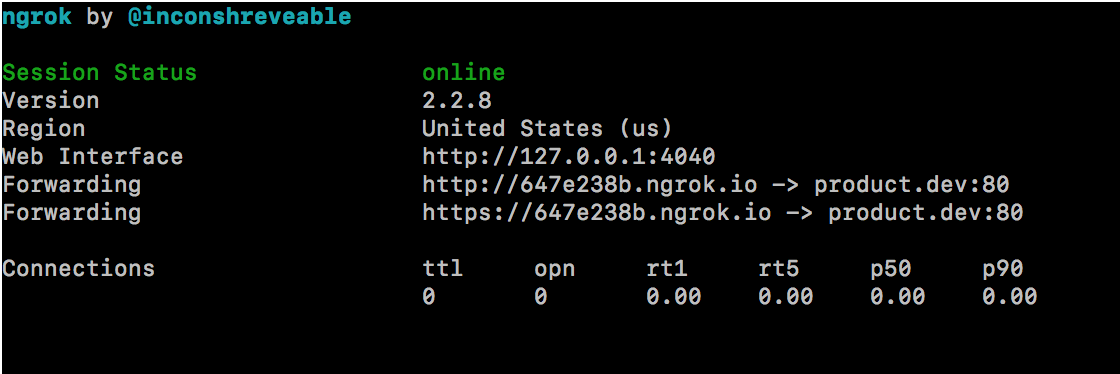 ngrok by @inconshreveable
Session Status online
Version 2.2.8
Region United States (us)
Web Interface http://127.0.0.1:4040
Forwarding http://647e238b.ngrok.io -> product.dev:80
Forwarding https://647e238b.ngrok.io -> product.dev:80
Connections ttl opn rt1 rt5 p50 p90
0 0 0.00 0.00 0.00 0.00